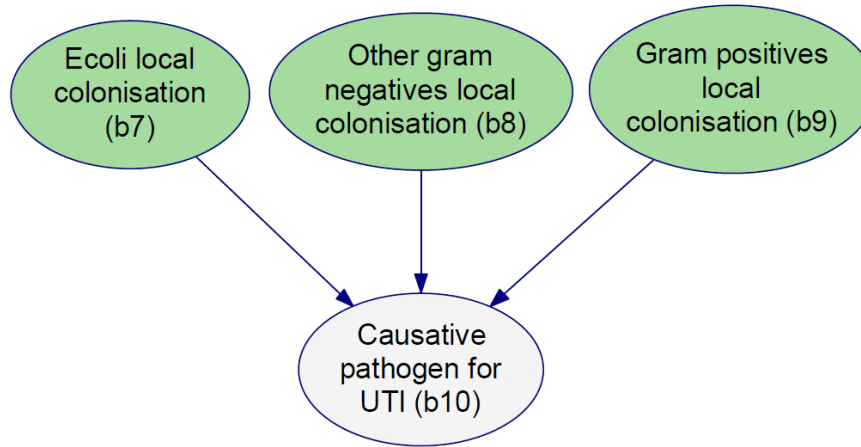 Ecoli local
colonisation
(b7)
Other gram
negatives local
colonisation (b8)
Gram positives
local
colonisation (b9)
Causative
pathogen for
UTI (b10)